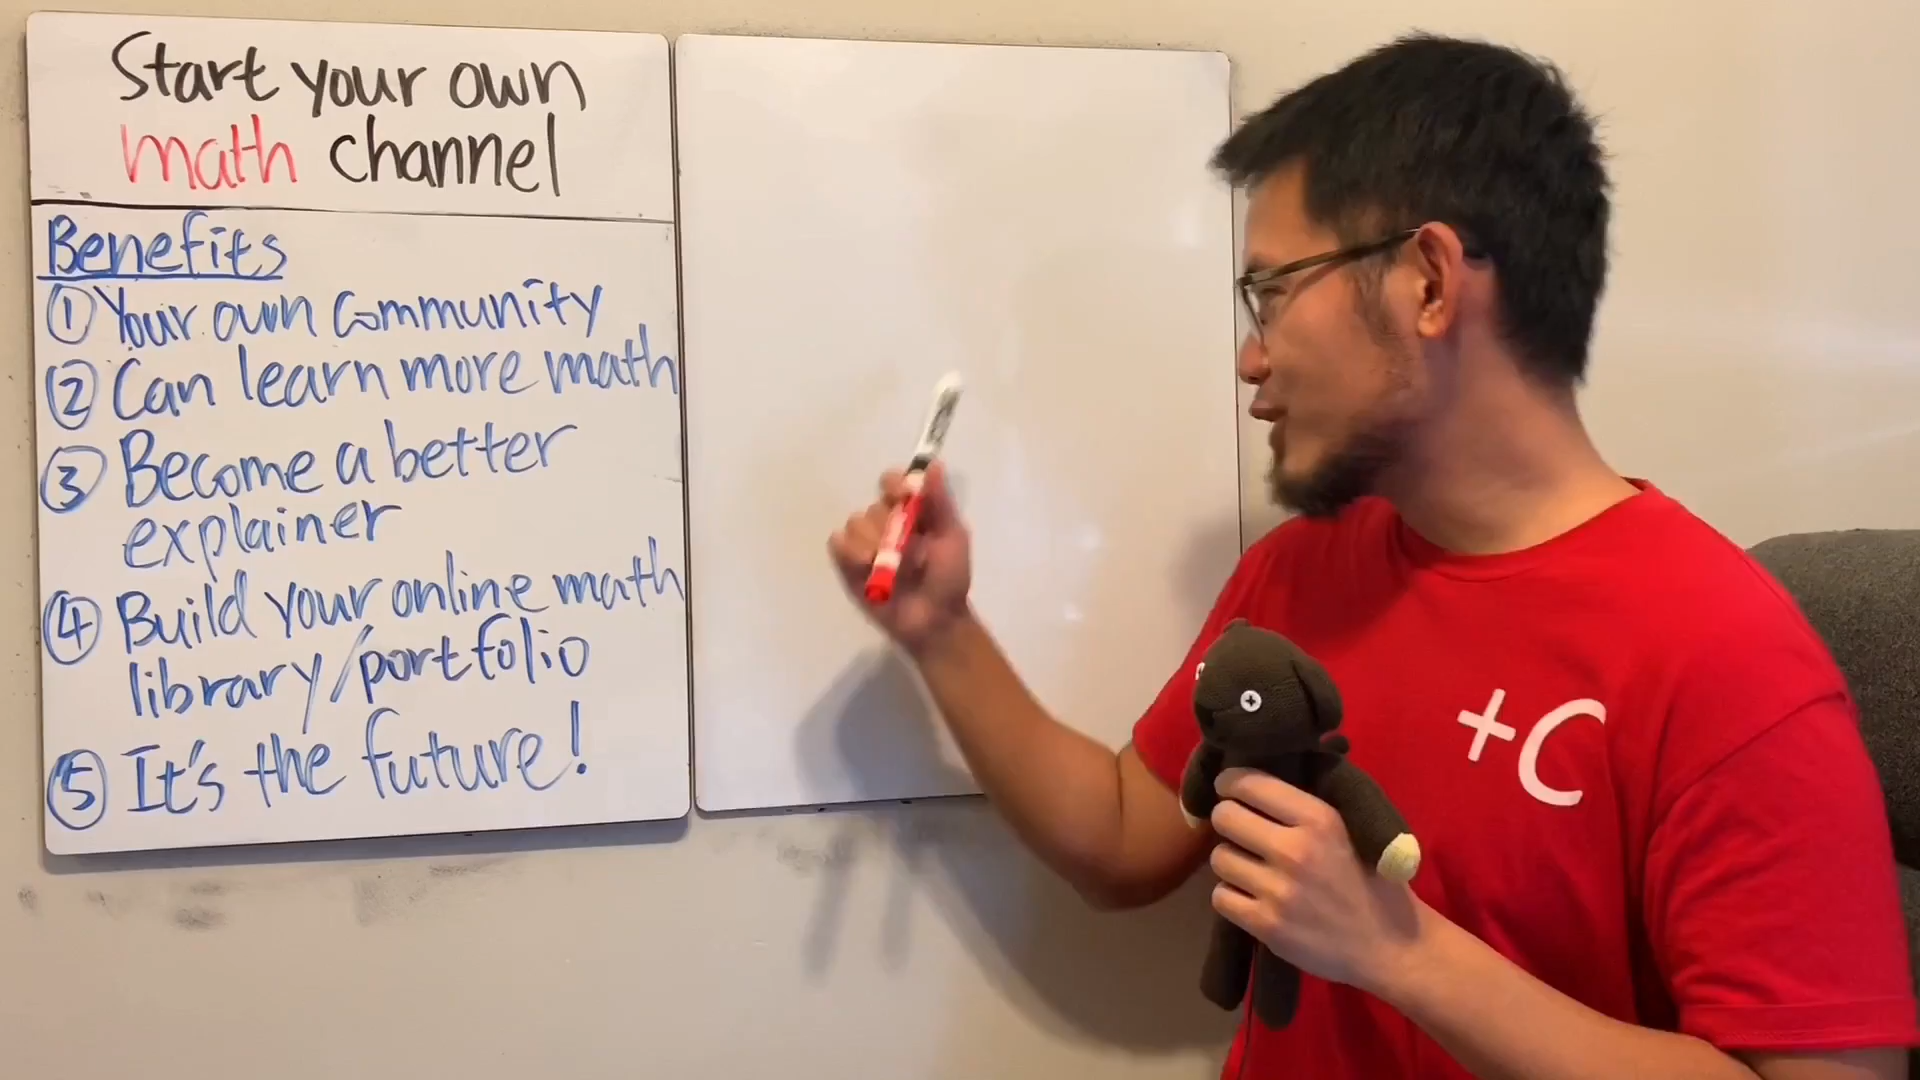 Start your own
math channel
Benefits
① Your own community
② Can learn more math
③ Become a better
explainer
④ Build your online math
library/portfolio
⑤ It's the future!
+C